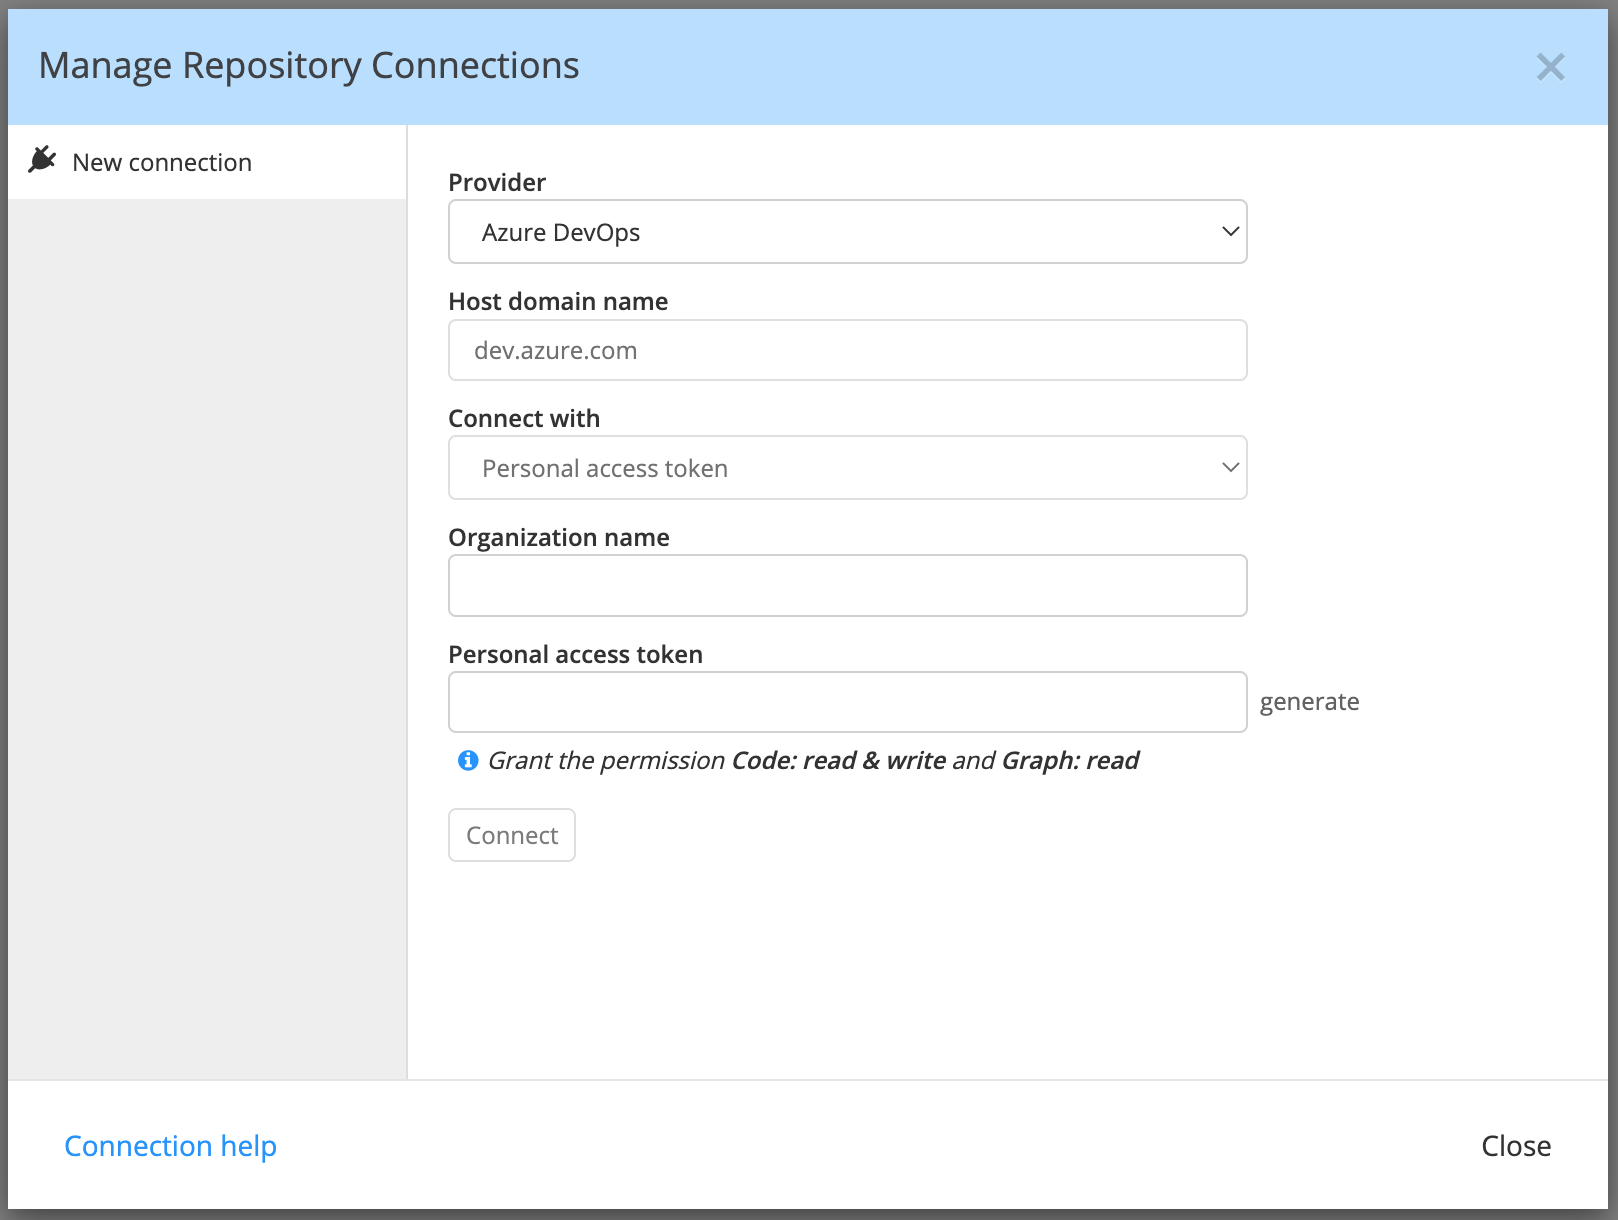 Manage Repository Connections
New connection
Provider
Azure DevOps
Host domain name
dev.azure.com
Connect with
Personal access token
Organization name
Personal access token
generate
Grant the permission Code: read & write and Graph: read
Connect
Connection help
Close